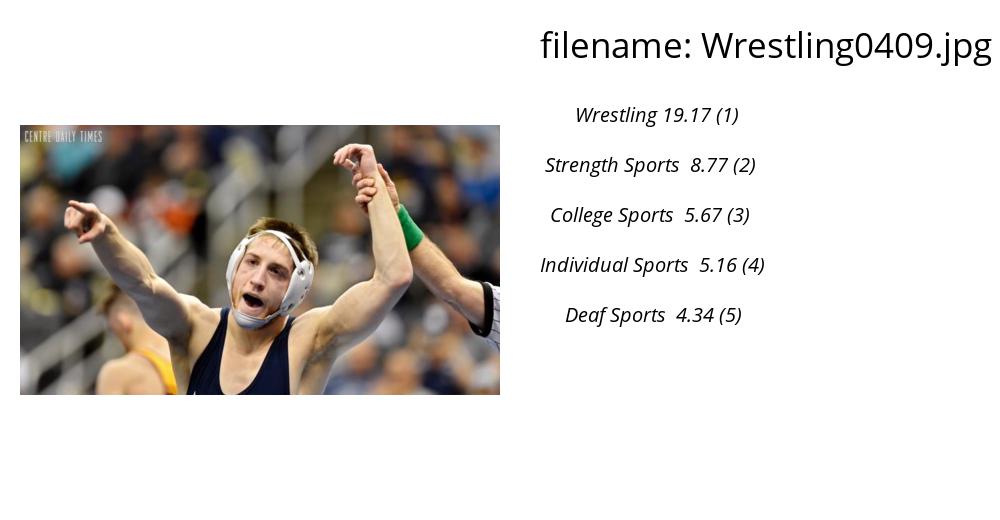 filename: Wrestling0409.jpg
Wrestling 19.17 (1)
CENTRE DAILY TIMES
Strength Sports 8.77 (2)
College Sports 5.67 (3)
Individual Sports 5.16 (4)
Deaf Sports 4.34 (5)